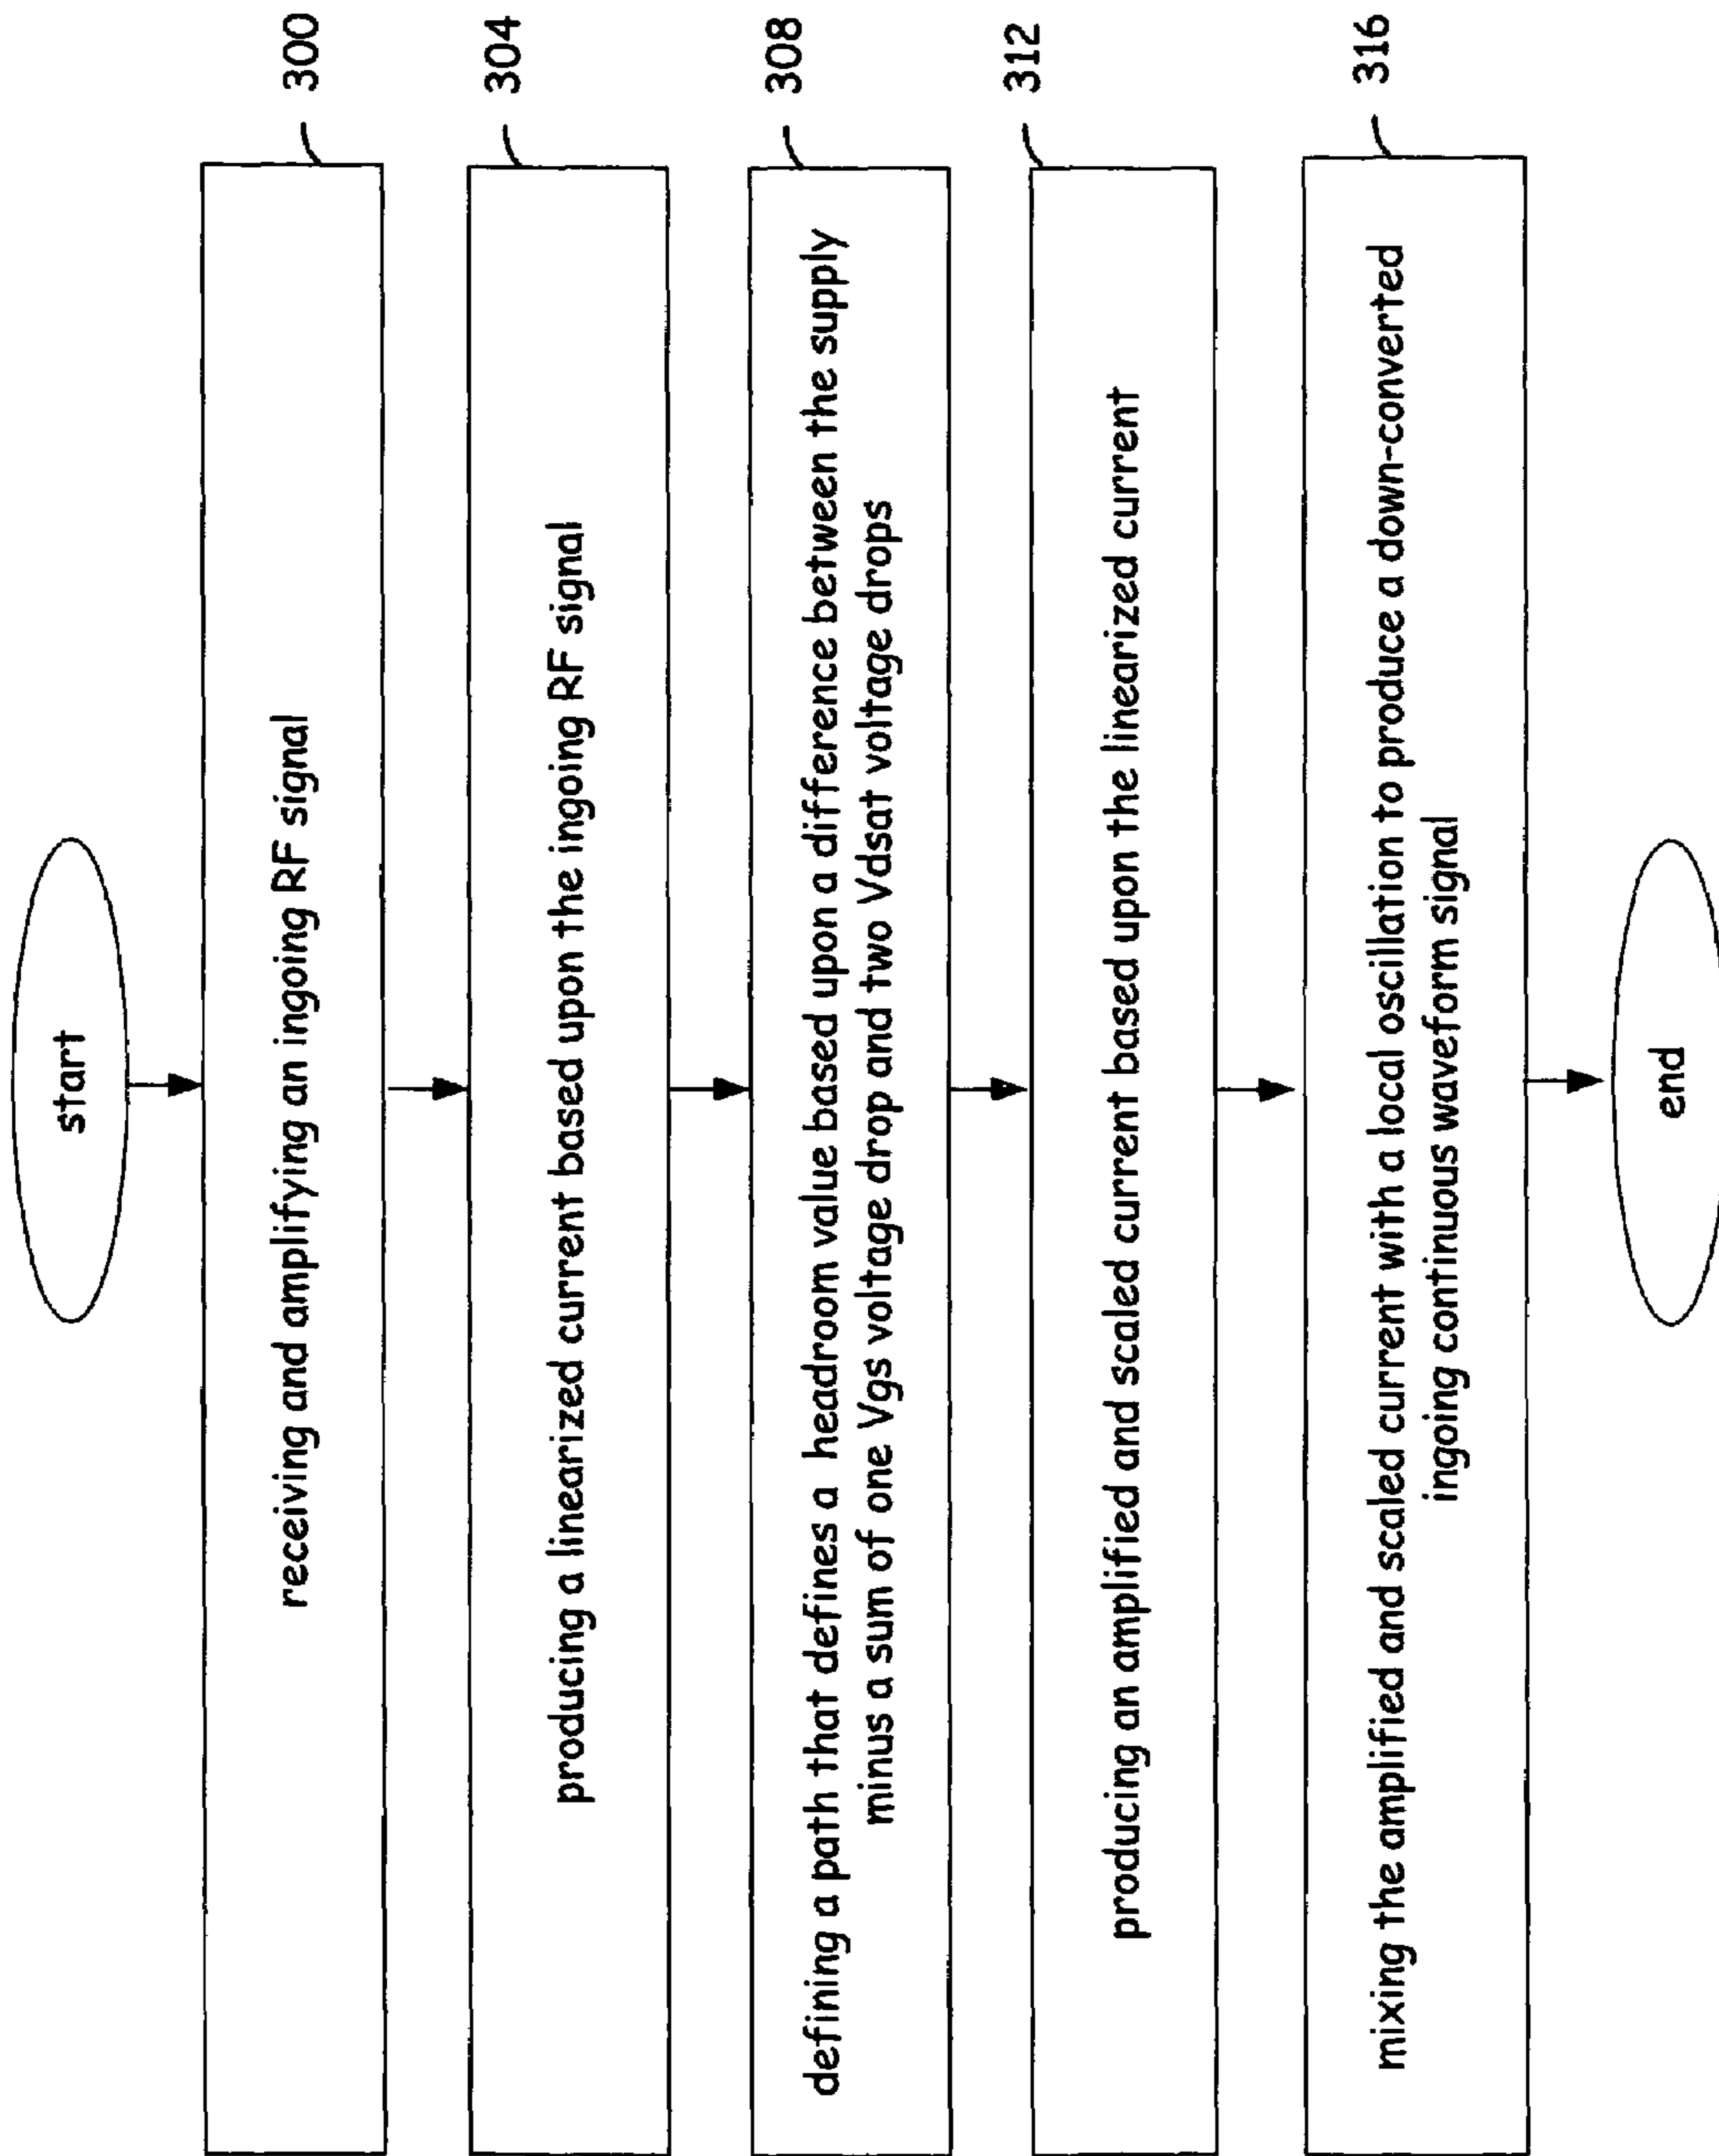 start
receiving and amplifying an ingoing RF signal
300
producing a linearized current based upon the ingoing RF signal
304
defining a path that defines a headroom value based upon a difference between the supply
minus a sum of one Vgs voltage drop and two Vdsat voltage drops
308
producing an amplified and scaled current based upon the linearized current
312
mixing the amplified and scaled current with a local oscillation to produce a down-converted
ingoing continuous waveform signal
316
end